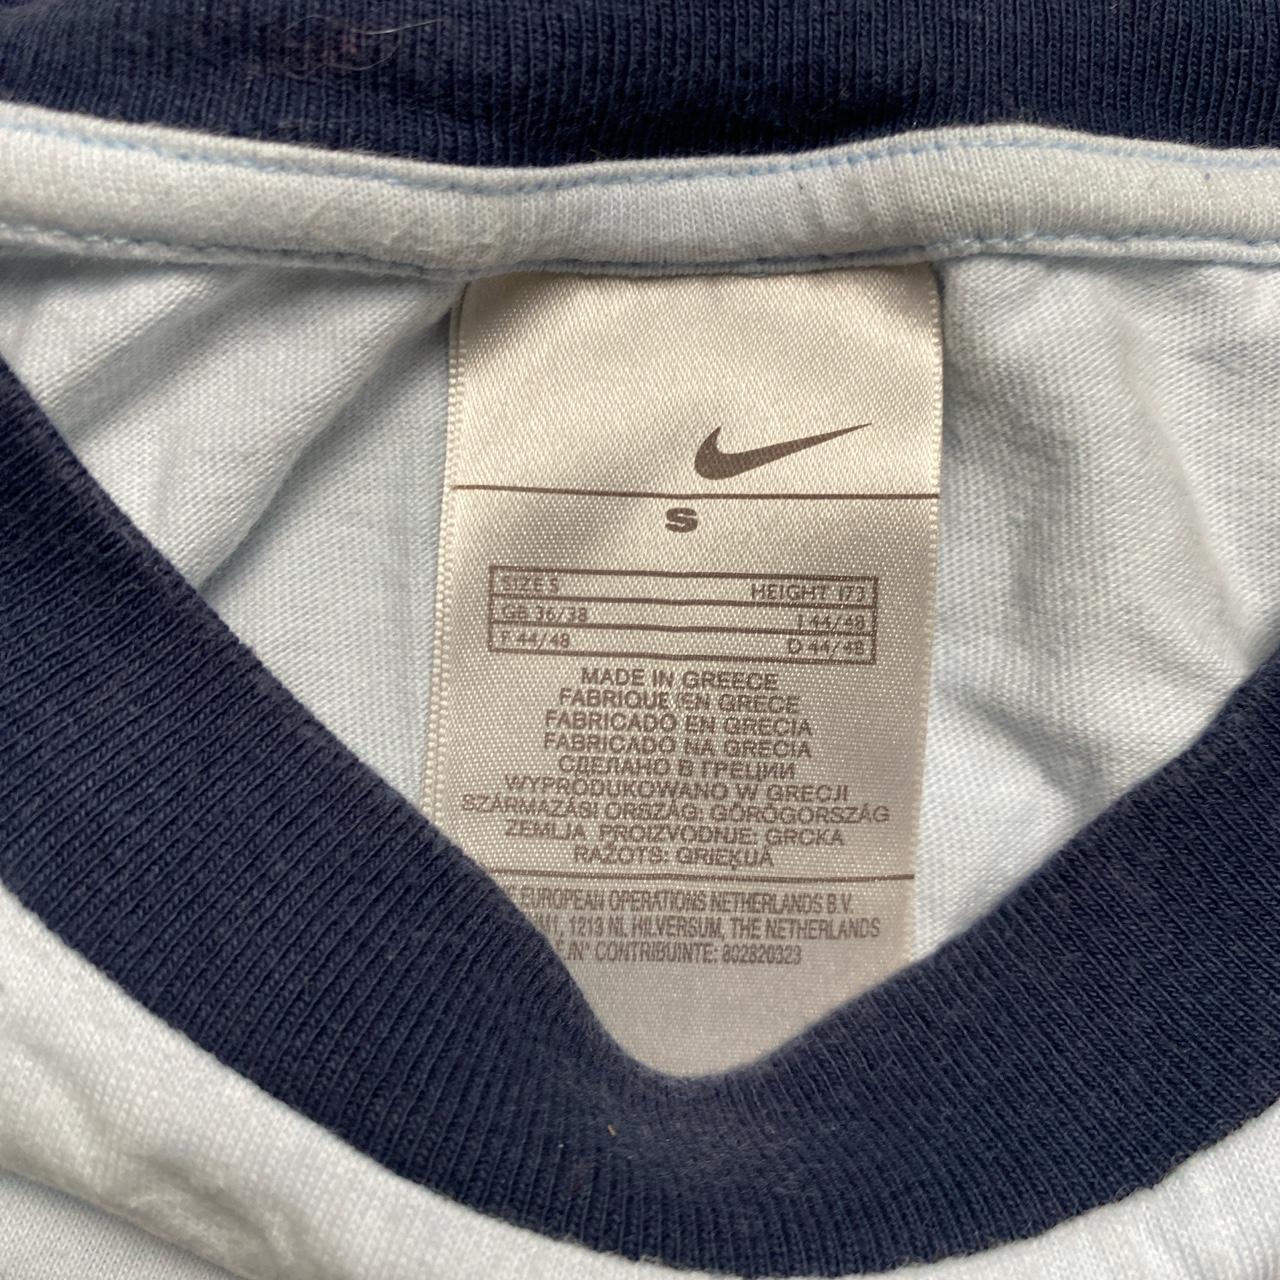 S
SIZE S HEIGHT 173
GB 36/38 I 44/48
F 44/48 D 44/48
MADE IN GREECE
FABRIQUE EN GRECE
FABRICADO EN GRECIA
FABRICADO NA GRECIA
СДЕЛАНО В ГРЕЦИИ
WYPRODUKOWANO W GRECJI
SZÁRMAZÁSI ORSZÁG: GÖRÖGORSZÁG
ZEMLJA PROIZVODNJE: GRCKA
RAŽOTS: GRIEĶIJĀ
EUROPEAN OPERATIONS NETHERLANDS B.V.
1213 NL HILVERSUM, THE NETHERLANDS
CONTRIBUINTE: 802820323